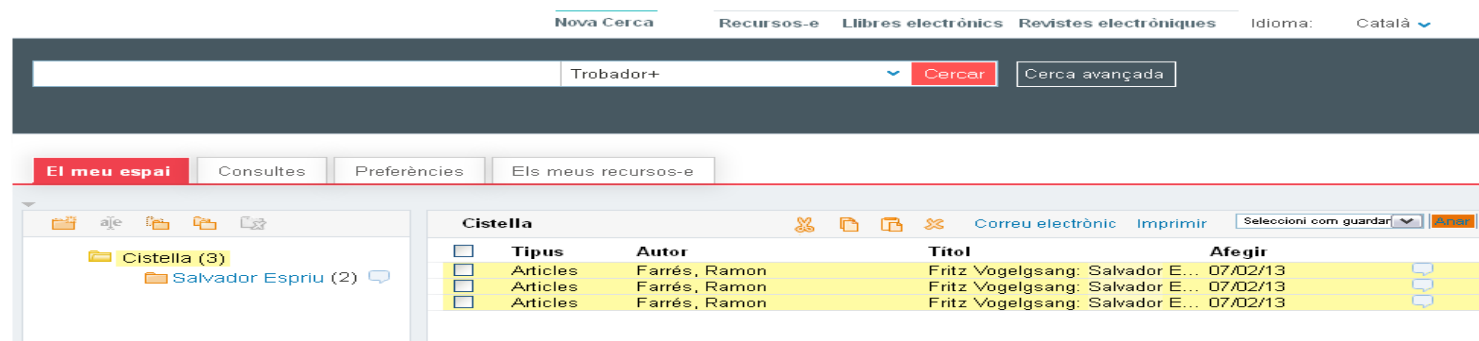 Nova Cerca Recursos-e Llibres electrònics Revistes electròniques Idioma: Català
Trobador+ Cercar Cerca avançada
El meu espai Consultes Preferències Els meus recursos-e
Cistella Correu electrònic Imprimir Seleccioni com guardar Anar
Cistella (3)
Salvador Espriu (2)
Tipus Autor Títol Afegir
Articles Farrés, Ramon Fritz Vogelgsang: Salvador E... 07/02/13
Articles Farrés, Ramon Fritz Vogelgsang: Salvador E... 07/02/13
Articles Farrés, Ramon Fritz Vogelgsang: Salvador E... 07/02/13